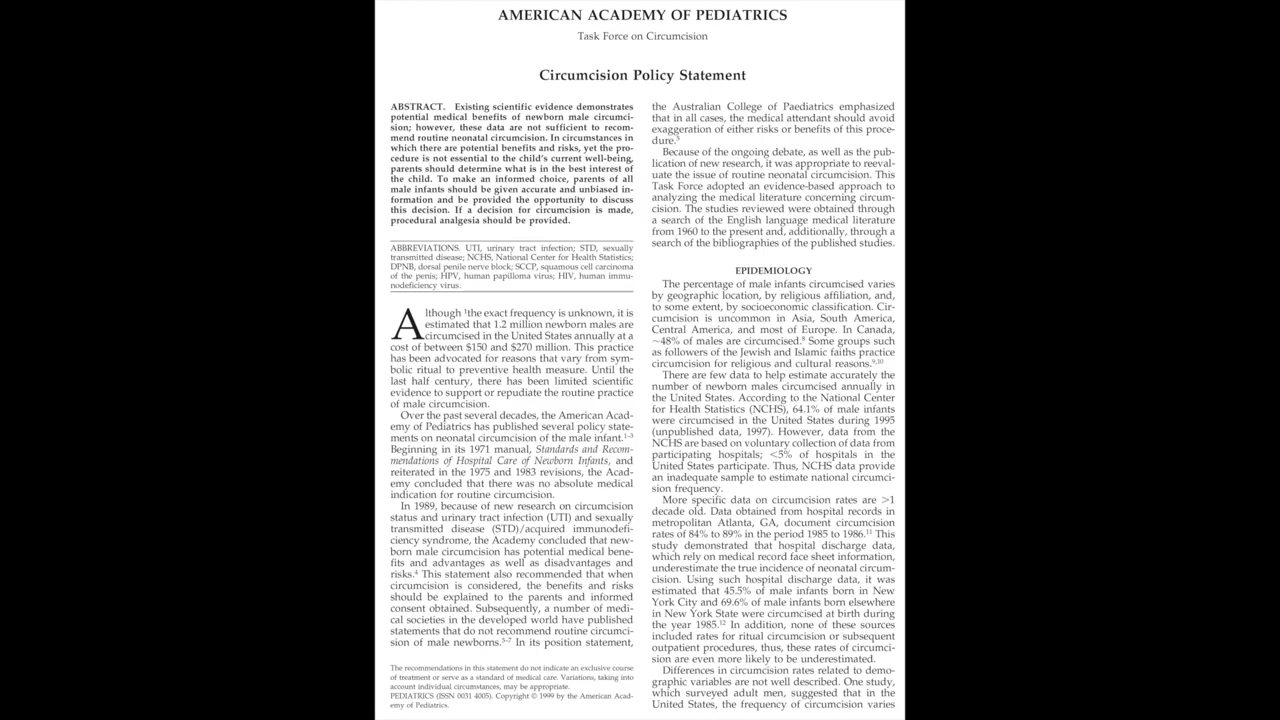 AMERICAN ACADEMY OF PEDIATRICS
Task Force on Circumcision
Circumcision Policy Statement
ABSTRACT. Existing scientific evidence demonstrates
potential medical benefits of newborn male circumci-
sion; however, these data are not sufficient to recom-
mend routine neonatal circumcision. In circumstances in
which there are potential benefits and risks, yet the pro-
cedure is not essential to the child's current well-being,
parents should determine what is in the best interest of
the child. To make an informed choice, parents of all
male infants should be given accurate and unbiased in-
formation and be provided the opportunity to discuss
this decision. If a decision for circumcision is made,
procedural analgesia should be provided.
ABBREVIATIONS. UTI, urinary tract infection; STD, sexually
transmitted disease; NCHS, National Center for Health Statistics;
DPNB, dorsal penile nerve block; SCCP, squamous cell carcinoma
of the penis; HPV, human papilloma virus; HIV, human immu-
nodeficiency virus.
Although ¹the exact frequency is unknown, it is
estimated that 1.2 million newborn males are
circumcised in the United States annually at a
cost of between $150 and $270 million. This practice
has been advocated for reasons that vary from sym-
bolic ritual to preventive health measure. Until the
last half century, there has been limited scientific
evidence to support or repudiate the routine practice
of male circumcision.
Over the past several decades, the American Acad-
emy of Pediatrics has published several policy state-
ments on neonatal circumcision of the male infant.¹⁻³
Beginning in its 1971 manual, Standards and Recom-
mendations of Hospital Care of Newborn Infants, and
reiterated in the 1975 and 1983 revisions, the Acad-
emy concluded that there was no absolute medical
indication for routine circumcision.
In 1989, because of new research on circumcision
status and urinary tract infection (UTI) and sexually
transmitted disease (STD)/acquired immunodefi-
ciency syndrome, the Academy concluded that new-
born male circumcision has potential medical bene-
fits and advantages as well as disadvantages and
risks.⁴ This statement also recommended that when
circumcision is considered, the benefits and risks
should be explained to the parents and informed
consent obtained. Subsequently, a number of medi-
cal societies in the developed world have published
statements that do not recommend routine circumci-
sion of male newborns.⁵⁻⁷ In its position statement,
The recommendations in this statement do not indicate an exclusive course
of treatment or serve as a standard of medical care. Variations, taking into
account individual circumstances, may be appropriate.
PEDIATRICS (ISSN 0031 4005). Copyright © 1999 by the American Acad-
emy of Pediatrics.
the Australian College of Paediatrics emphasized
that in all cases, the medical attendant should avoid
exaggeration of either risks or benefits of this proce-
dure.⁵
Because of the ongoing debate, as well as the pub-
lication of new research, it was appropriate to reeval-
uate the issue of routine neonatal circumcision. This
Task Force adopted an evidence-based approach to
analyzing the medical literature concerning circum-
cision. The studies reviewed were obtained through
a search of the English language medical literature
from 1960 to the present and, additionally, through a
search of the bibliographies of the published studies.
EPIDEMIOLOGY
The percentage of male infants circumcised varies
by geographic location, by religious affiliation, and,
to some extent, by socioeconomic classification. Cir-
cumcision is uncommon in Asia, South America,
Central America, and most of Europe. In Canada,
~48% of males are circumcised.⁸ Some groups such
as followers of the Jewish and Islamic faiths practice
circumcision for religious and cultural reasons.⁹,¹⁰
There are few data to help estimate accurately the
number of newborn males circumcised annually in
the United States. According to the National Center
for Health Statistics (NCHS), 64.1% of male infants
were circumcised in the United States during 1995
(unpublished data, 1997). However, data from the
NCHS are based on voluntary collection of data from
participating hospitals; <5% of hospitals in the
United States participate. Thus, NCHS data provide
an inadequate sample to estimate national circumci-
sion frequency.
More specific data on circumcision rates are >1
decade old. Data obtained from hospital records in
metropolitan Atlanta, GA, document circumcision
rates of 84% to 89% in the period 1985 to 1986.¹¹ This
study demonstrated that hospital discharge data,
which rely on medical record face sheet information,
underestimate the true incidence of neonatal circum-
cision. Using such hospital discharge data, it was
estimated that 45.5% of male infants born in New
York City and 69.6% of male infants born elsewhere
in New York State were circumcised at birth during
the year 1985.¹² In addition, none of these sources
included rates for ritual circumcision or subsequent
outpatient procedures, thus, these rates of circumci-
sion are even more likely to be underestimated.
Differences in circumcision rates related to demo-
graphic variables are not well described. One study,
which surveyed adult men, suggested that in the
United States, the frequency of circumcision varies